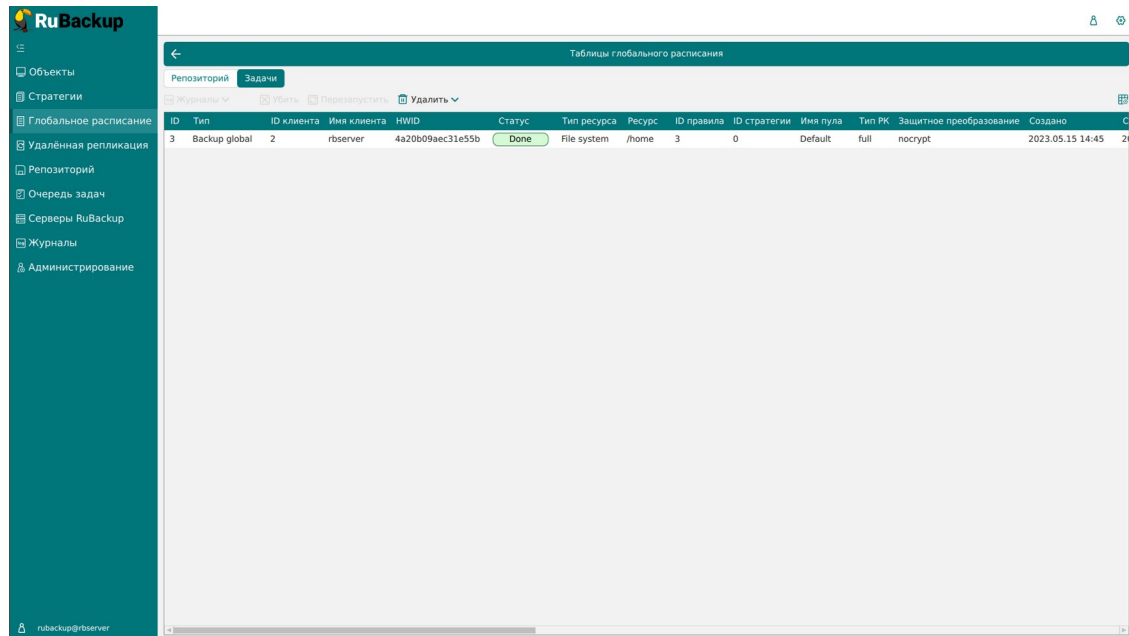 RuBackup
Объекты
Стратегии
Глобальное расписание
Удалённая репликация
Репозиторий
Очередь задач
Серверы RuBackup
Журналы
Администрирование
rubackup@rbserver
Таблицы глобального расписания
Репозиторий Задачи
Журналы Убить Перезапустить Удалить
ID Тип ID клиента Имя клиента HWID Статус Тип ресурса Ресурс ID правила ID стратегии Имя пула Тип РК Защитное преобразование Создано
3 Backup global 2 rbserver 4a20b09aec31e55b Done File system /home 3 0 Default full nocrypt 2023.05.15 14:45